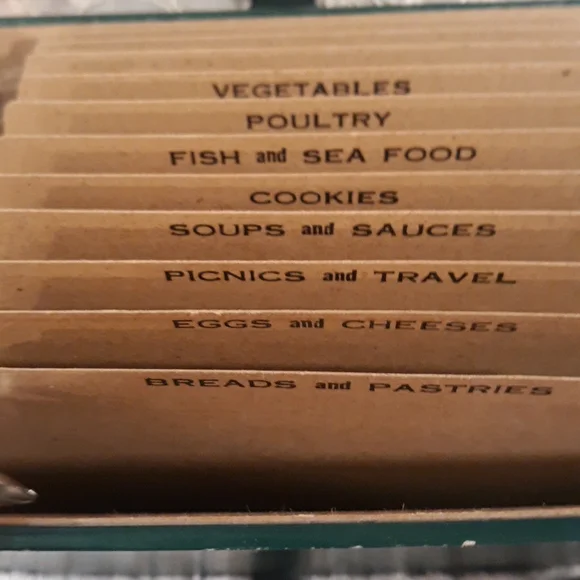 VEGETABLES
POULTRY
FISH and SEA FOOD
COOKIES
SOUPS and SAUCES
PICNICS and TRAVEL
EGGS and CHEESES
BREADS and PASTRIES